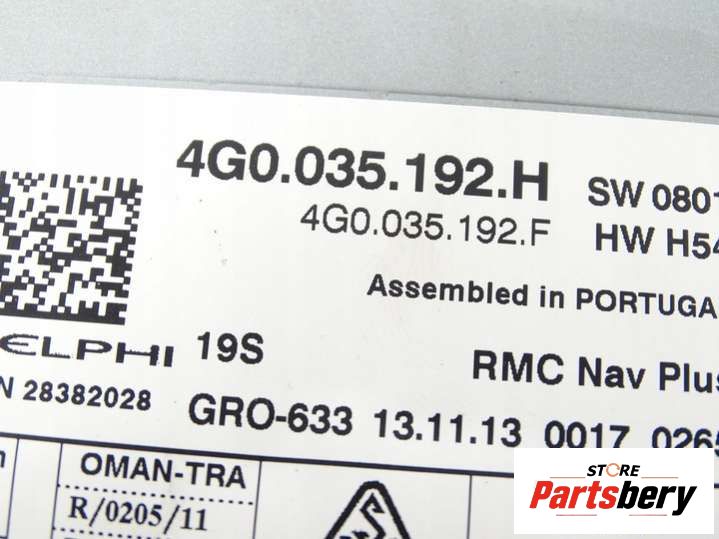 4G0.035.192.H SW 0801
4G0.035.192.F HW H54
Assembled in PORTUGA
ELPHI 19S RMC Nav Plus
N 28382028 GRO-633 13.11.13 0017 0265
OMAN-TRA
R/0205/11
STORE
Partsbery